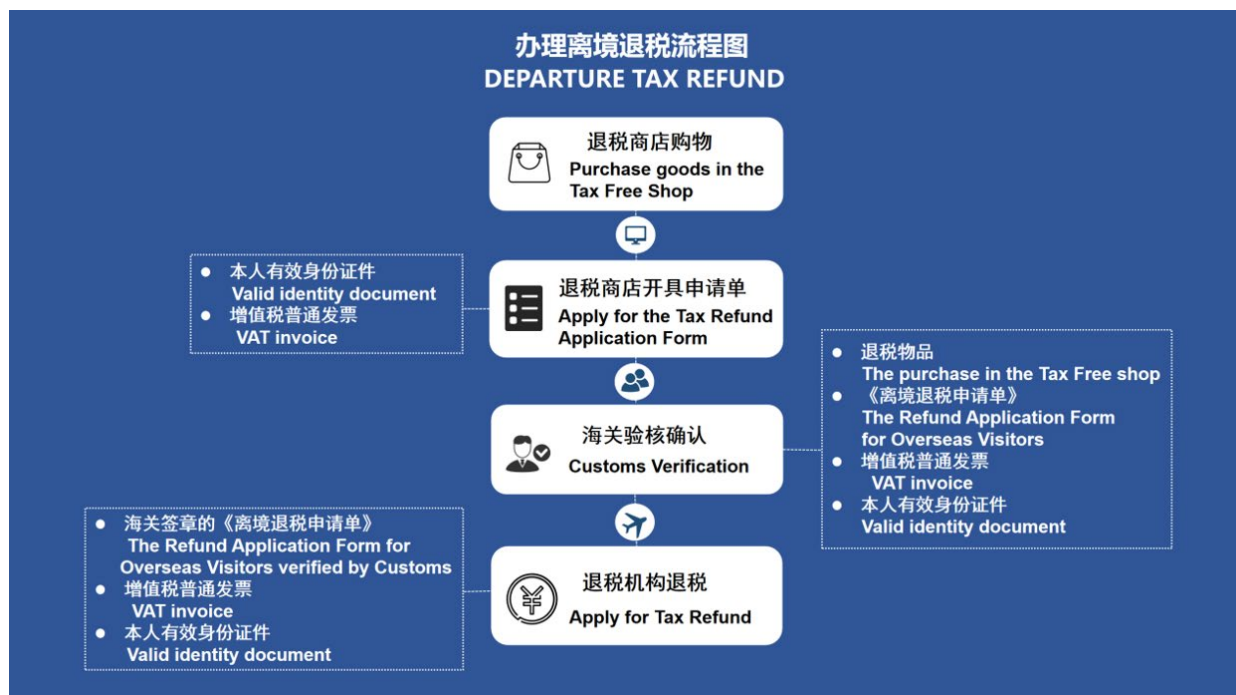 办理离境退税流程图
DEPARTURE TAX REFUND
退税商店购物
Purchase goods in the
Tax Free Shop
本人有效身份证件
Valid identity document
增值税普通发票
VAT invoice
退税商店开具申请单
Apply for the Tax Refund
Application Form
海关验核确认
Customs Verification
退税物品
The purchase in the Tax Free shop
《离境退税申请单》
The Refund Application Form
for Overseas Visitors
增值税普通发票
VAT invoice
本人有效身份证件
Valid identity document
海关签章的《离境退税申请单》
The Refund Application Form for
Overseas Visitors verified by Customs
增值税普通发票
VAT invoice
本人有效身份证件
Valid identity document
退税机构退税
Apply for Tax Refund